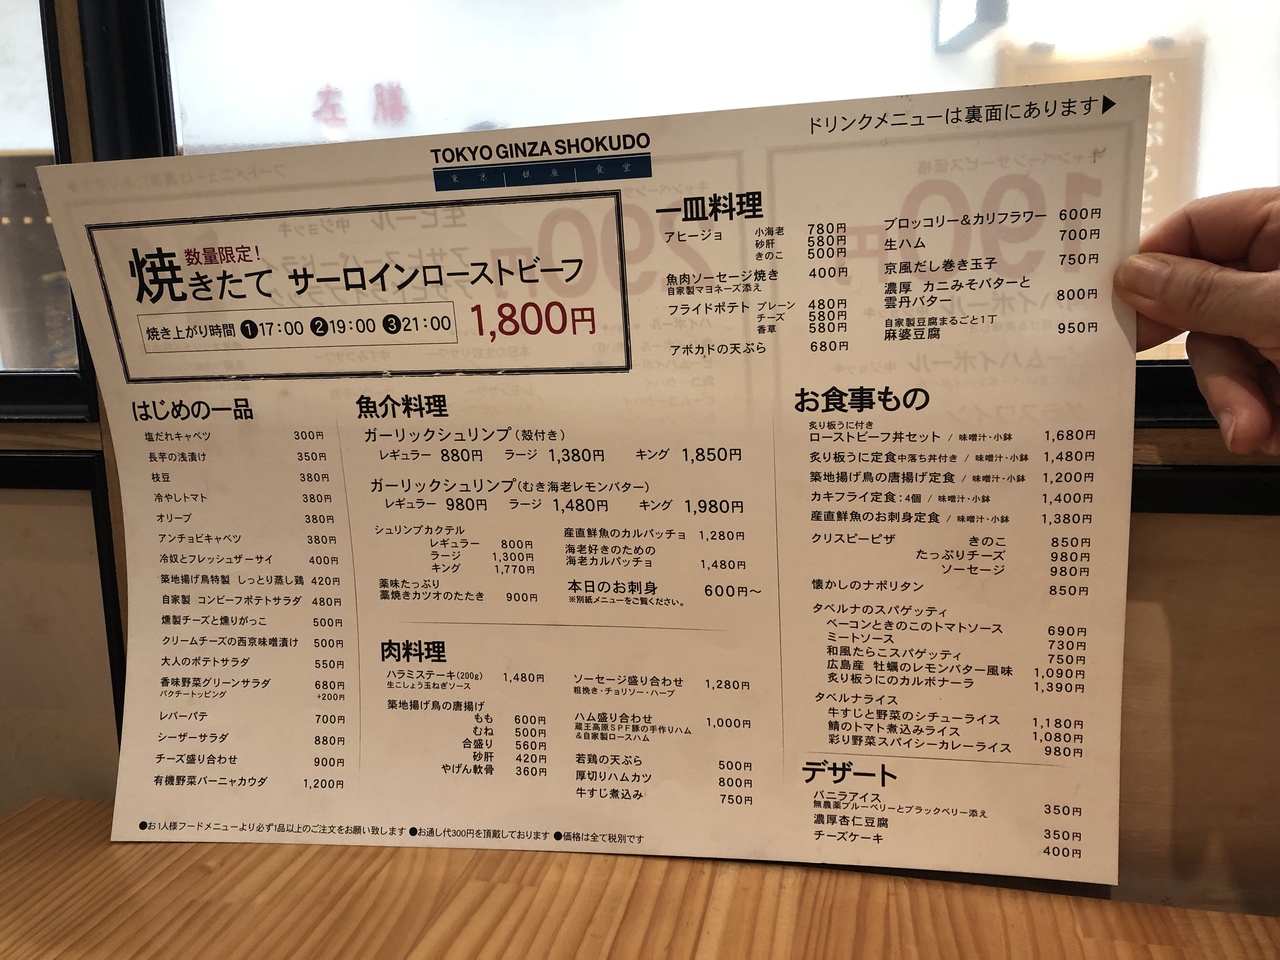 ドリンクメニューは裏面にあります▶
TOKYO GINZA SHOKUDO
東京|銀座|食堂
数量限定!
焼きたて サーロインローストビーフ
焼き上がり時間 ❶17:00 ❷19:00 ❸21:00
1,800円
一皿料理
アヒージョ 小海老 780円
砂肝 580円
きのこ 500円
魚肉ソーセージ焼き 400円
自家製マヨネーズ添え
フライドポテト プレーン 480円
チーズ 580円
香草 580円
アボカドの天ぷら 680円
ブロッコリー&カリフラワー 600円
生ハム 700円
京風だし巻き玉子 750円
濃厚 カニみそバターと
雲丹バター 800円
自家製豆腐まるごと1丁
麻婆豆腐 950円
はじめの一品
塩だれキャベツ 300円
長芋の浅漬け 350円
枝豆 380円
冷やしトマト 380円
オリーブ 380円
アンチョビキャベツ 380円
冷奴とフレッシュザーサイ 400円
築地揚げ鳥特製 しっとり蒸し鶏 420円
自家製 コンビーフポテトサラダ 480円
燻製チーズと燻りがっこ 500円
クリームチーズの西京味噌漬け 500円
大人のポテトサラダ 550円
香味野菜グリーンサラダ 680円
パクチートッピング +200円
レバーパテ 700円
シーザーサラダ 880円
チーズ盛り合わせ 900円
有機野菜バーニャカウダ 1,200円
魚介料理
ガーリックシュリンプ(殻付き)
レギュラー 880円 ラージ 1,380円 キング 1,850円
ガーリックシュリンプ(むき海老レモンバター)
レギュラー 980円 ラージ 1,480円 キング 1,980円
シュリンプカクテル
レギュラー 800円
ラージ 1,300円
キング 1,770円
薬味たっぷり
藁焼きカツオのたたき 900円
産直鮮魚のカルパッチョ 1,280円
海老好きのための
海老カルパッチョ 1,480円
本日のお刺身 600円〜
※別紙メニューをご覧ください。
肉料理
ハラミステーキ(200g) 1,480円
生こしょう玉ねぎソース
築地揚げ鳥の唐揚げ
もも 600円
むね 500円
合盛り 560円
砂肝 420円
やげん軟骨 360円
ソーセージ盛り合わせ 1,280円
粗挽き・チョリソー・ハーブ
ハム盛り合わせ 1,000円
蔵王高原SPF豚の手作りハム
&自家製ロースハム
若鶏の天ぷら 500円
厚切りハムカツ 800円
牛すじ煮込み 750円
お食事もの
炙り板うに付き
ローストビーフ丼セット / 味噌汁・小鉢 1,680円
炙り板うに定食中落ち丼付き / 味噌汁・小鉢 1,480円
築地揚げ鳥の唐揚げ定食 / 味噌汁・小鉢 1,200円
カキフライ定食:4個 / 味噌汁・小鉢 1,400円
産直鮮魚のお刺身定食 / 味噌汁・小鉢 1,380円
クリスピーピザ きのこ 850円
たっぷりチーズ 980円
ソーセージ 980円
懐かしのナポリタン 850円
タベルナのスパゲッティ
ベーコンときのこのトマトソース 690円
ミートソース 730円
和風たらこスパゲッティ 750円
広島産 牡蠣のレモンバター風味 1,090円
炙り板うにのカルボナーラ 1,390円
タベルナライス
牛すじと野菜のシチューライス 1,180円
鯖のトマト煮込みライス 1,080円
彩り野菜スパイシーカレーライス 980円
デザート
バニラアイス 350円
無農薬ブルーベリーとブラックベリー添え
濃厚杏仁豆腐 350円
チーズケーキ 400円
●お1人様フードメニューより必ず1品以上のご注文をお願い致します ●お通し代300円を頂戴しております ●価格は全て税別です